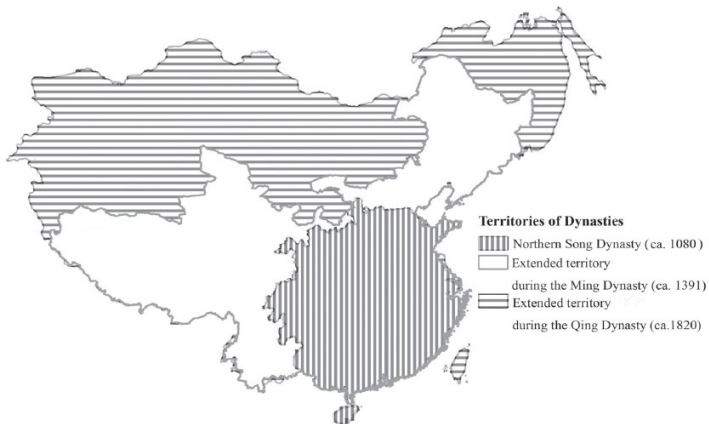 Territories of Dynasties
Northern Song Dynasty (ca. 1080 )
Extended territory
during the Ming Dynasty (ca. 1391)
Extended territory
during the Qing Dynasty (ca.1820)